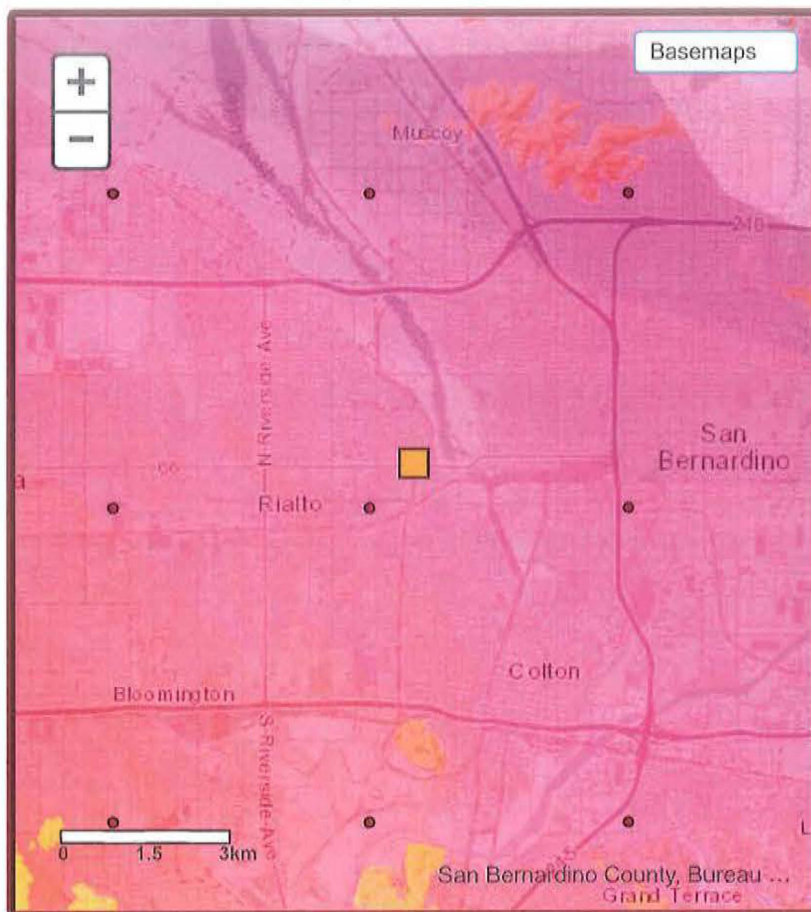 Basemaps
+
−
Muscoy
N Riverside Ave
San
Bernardino
66
a
Rialto
Colton
Bloomington
S Riverside Ave
0 1.5 3km
L
San Bernardino County, Bureau ...
Grand Terrace